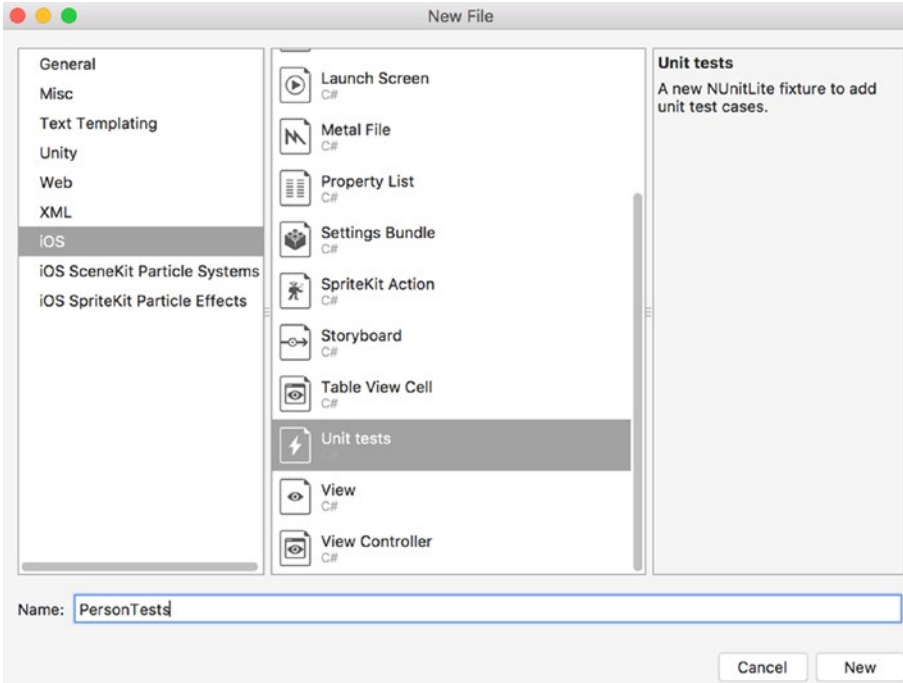 New File
General
Misc
Text Templating
Unity
Web
XML
iOS
iOS SceneKit Particle Systems
iOS SpriteKit Particle Effects
Launch Screen
C#
Metal File
C#
Property List
C#
Settings Bundle
C#
SpriteKit Action
C#
Storyboard
C#
Table View Cell
C#
Unit tests
C#
View
C#
View Controller
C#
Unit tests
A new NUnitLite fixture to add
unit test cases.
Name: PersonTests
Cancel New